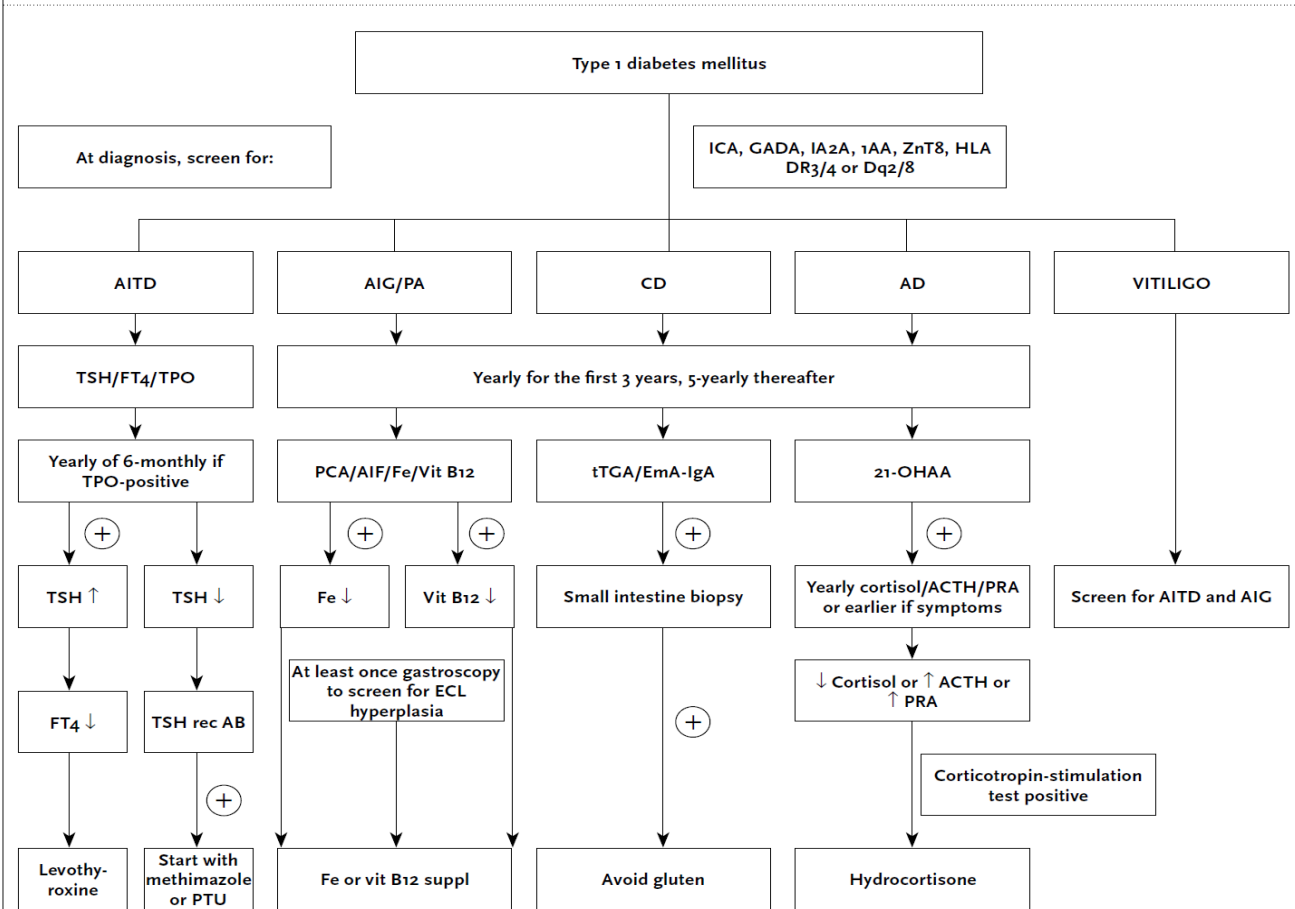 Type 1 diabetes mellitus
At diagnosis, screen for:
ICA, GADA, IA2A, 1AA, ZnT8, HLA
DR3/4 or Dq2/8
AITD
AIG/PA
CD
AD
VITILIGO
TSH/FT4/TPO
Yearly for the first 3 years, 5-yearly thereafter
Yearly of 6-monthly if
TPO-positive
PCA/AIF/Fe/Vit B12
tTGA/EmA-IgA
21-OHAA
+
+
+
+
+
TSH ↑
TSH ↓
Fe ↓
Vit B12 ↓
Small intestine biopsy
Yearly cortisol/ACTH/PRA
or earlier if symptoms
Screen for AITD and AIG
FT4 ↓
TSH rec AB
At least once gastroscopy
to screen for ECL
hyperplasia
+
↓ Cortisol or ↑ ACTH or
↑ PRA
+
Corticotropin-stimulation
test positive
Levothy-
roxine
Start with
methimazole
or PTU
Fe or vit B12 suppl
Avoid gluten
Hydrocortisone